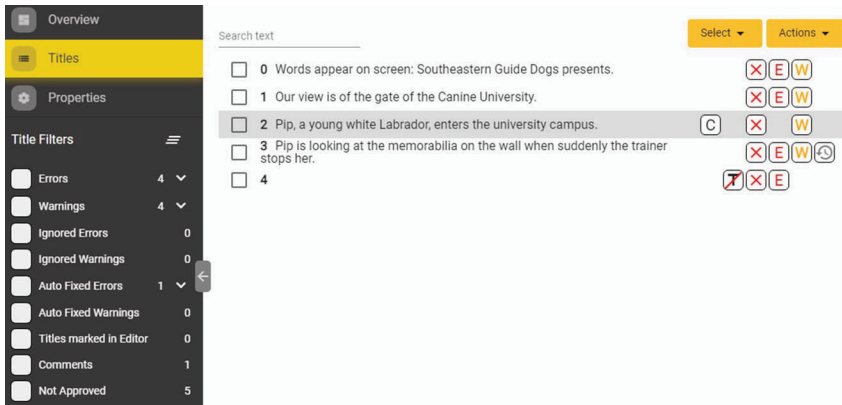 Overview
Titles
Properties
Title Filters
Errors 4
Warnings 4
Ignored Errors 0
Ignored Warnings 0
Auto Fixed Errors 1
Auto Fixed Warnings 0
Titles marked in Editor 0
Comments 1
Not Approved 5
Search text
Select
Actions
0 Words appear on screen: Southeastern Guide Dogs presents. E W
1 Our view is of the gate of the Canine University. E W
2 Pip, a young white Labrador, enters the university campus. C W
3 Pip is looking at the memorabilia on the wall when suddenly the trainer
stops her. E W
4 T E